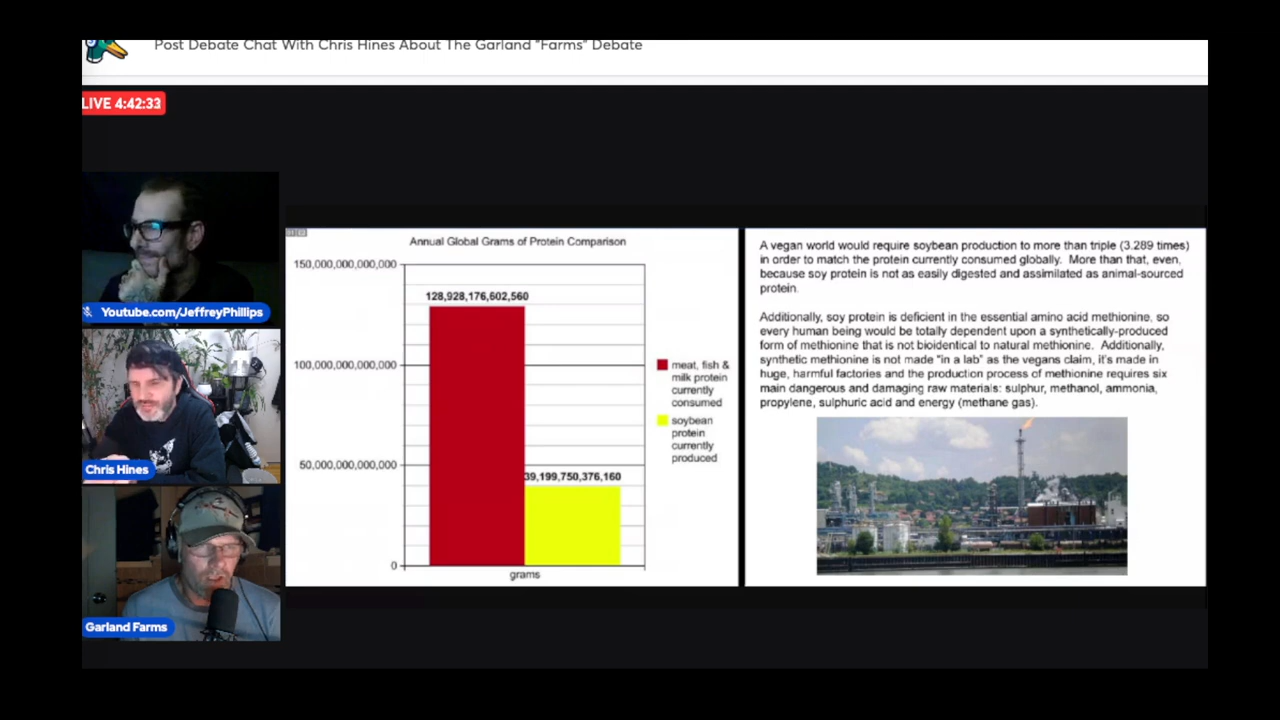 Post Debate Chat With Chris Hines About The Garland "Farms" Debate
LIVE 4:42:33
Youtube.com/JeffreyPhillips
Chris Hines
Garland Farms
Annual Global Grams of Protein Comparison
150,000,000,000,000
128,928,176,602,560
100,000,000,000,000
50,000,000,000,000
39,199,750,376,160
0
grams
meat, fish &
milk protein
currently
consumed
soybean
protein
currently
produced
A vegan world would require soybean production to more than triple (3.289 times)
in order to match the protein currently consumed globally. More than that, even,
because soy protein is not as easily digested and assimilated as animal-sourced
protein.
Additionally, soy protein is deficient in the essential amino acid methionine, so
every human being would be totally dependent upon a synthetically-produced
form of methionine that is not bioidentical to natural methionine. Additionally,
synthetic methionine is not made "in a lab" as the vegans claim, it's made in
huge, harmful factories and the production process of methionine requires six
main dangerous and damaging raw materials: sulphur, methanol, ammonia,
propylene, sulphuric acid and energy (methane gas).